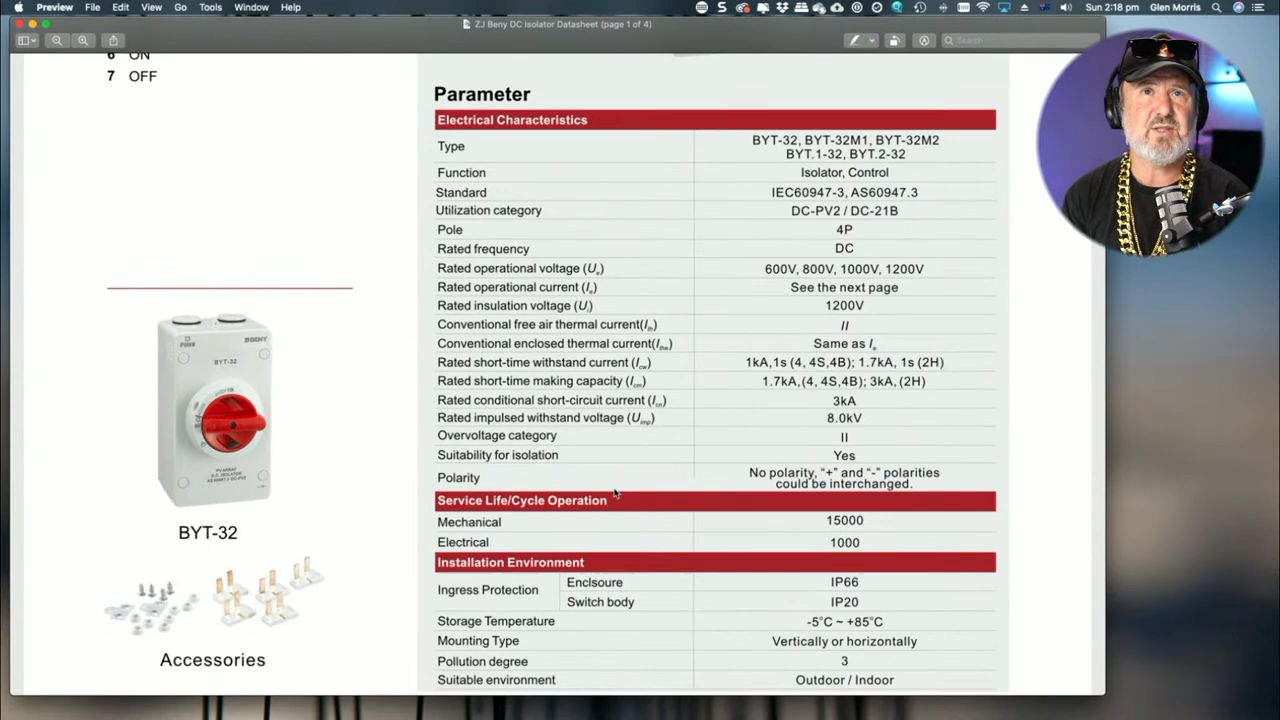 Preview File Edit View Go Tools Window Help Sun 2:18 pm Glen Morris
ZJ Beny DC Isolator Datasheet (page 1 of 4)
Search
6 ON
7 OFF
BENY
BYT-32
BYT-32
Accessories
Parameter
Electrical Characteristics
Type BYT-32, BYT-32M1, BYT-32M2
BYT.1-32, BYT.2-32
Function Isolator, Control
Standard IEC60947-3, AS60947.3
Utilization category DC-PV2 / DC-21B
Pole 4P
Rated frequency DC
Rated operational voltage (Ue) 600V, 800V, 1000V, 1200V
Rated operational current (Ie) See the next page
Rated insulation voltage (Ui) 1200V
Conventional free air thermal current(Ith) //
Conventional enclosed thermal current(Ithe) Same as Ie
Rated short-time withstand current (Icw) 1kA,1s (4, 4S,4B); 1.7kA, 1s (2H)
Rated short-time making capacity (Icm) 1.7kA,(4, 4S,4B); 3kA, (2H)
Rated conditional short-circuit current (Icn) 3kA
Rated impulsed withstand voltage (Uimp) 8.0kV
Overvoltage category II
Suitability for isolation Yes
Polarity No polarity, “+” and “-” polarities
could be interchanged.
Service Life/Cycle Operation
Mechanical 15000
Electrical 1000
Installation Environment
Ingress Protection Enclsoure IP66
Switch body IP20
Storage Temperature -5°C ~ +85°C
Mounting Type Vertically or horizontally
Pollution degree 3
Suitable environment Outdoor / Indoor